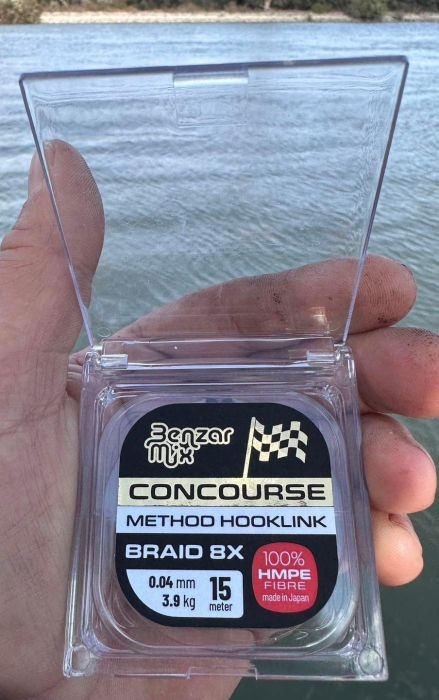 Benzar
Mix
CONCOURSE
METHOD HOOKLINK
BRAID 8X
0.04 mm
3.9 kg
15
meter
100%
HMPE
FIBRE
made in Japan